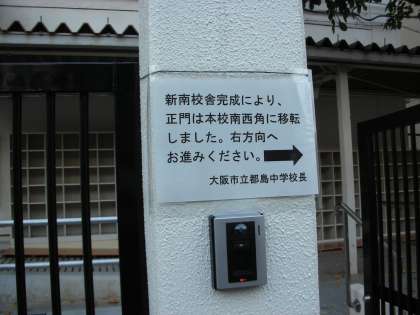 新南校舎完成により、
正門は本校南西角に移転
しました。右方向へ
お進みください。
大阪市立都島中学校長